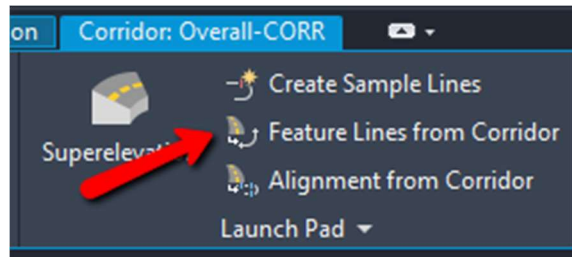 on Corridor: Overall-CORR
Create Sample Lines
Feature Lines from Corridor
Alignment from Corridor
Launch Pad